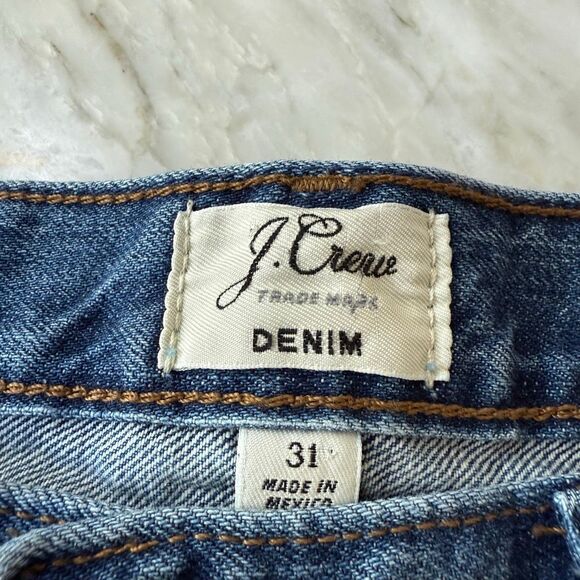 J.Crew
TRADE MARK
DENIM
31
MADE IN
MEXICO